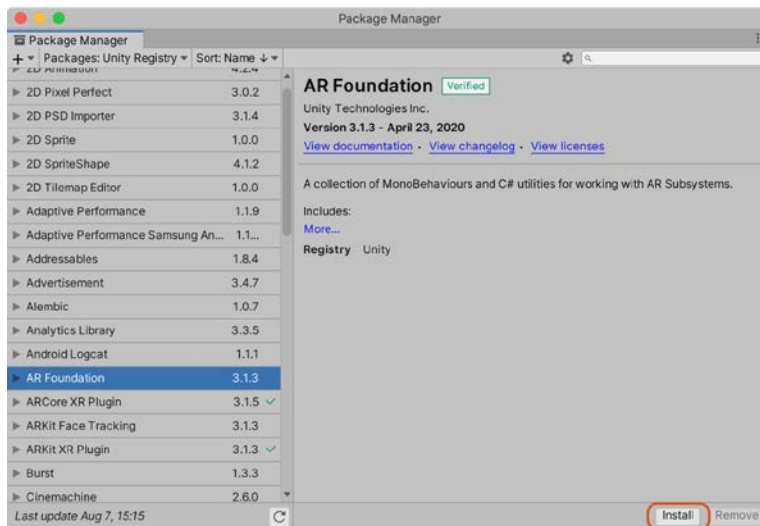 Package Manager
Package Manager
+ Packages: Unity Registry Sort: Name ↓
2D Animation 4.2.4
2D Pixel Perfect 3.0.2
2D PSD Importer 3.1.4
2D Sprite 1.0.0
2D SpriteShape 4.1.2
2D Tilemap Editor 1.0.0
Adaptive Performance 1.1.9
Adaptive Performance Samsung An... 1.1...
Addressables 1.8.4
Advertisement 3.4.7
Alembic 1.0.7
Analytics Library 3.3.5
Android Logcat 1.1.1
AR Foundation 3.1.3
ARCore XR Plugin 3.1.5 ✓
ARKit Face Tracking 3.1.3
ARKit XR Plugin 3.1.3 ✓
Burst 1.3.3
Cinemachine 2.6.0
Last update Aug 7, 15:15
AR Foundation Verified
Unity Technologies Inc.
Version 3.1.3 - April 23, 2020
View documentation • View changelog • View licenses
A collection of MonoBehaviours and C# utilities for working with AR Subsystems.
Includes:
More...
Registry Unity
Install Remove